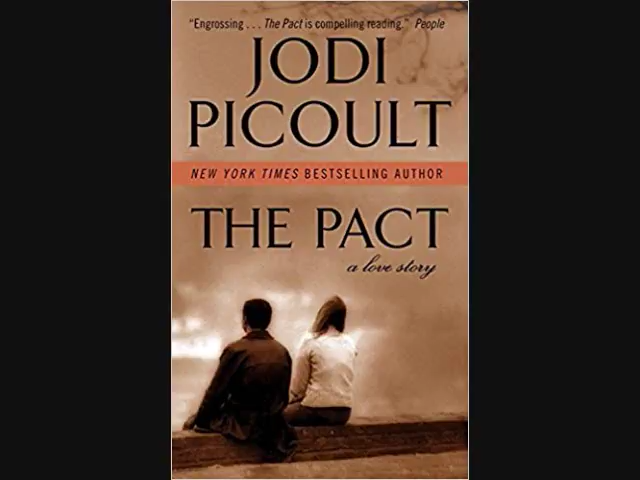 “Engrossing . . . The Pact is compelling reading.” People
JODI
PICOULT
NEW YORK TIMES BESTSELLING AUTHOR
THE PACT
a love story